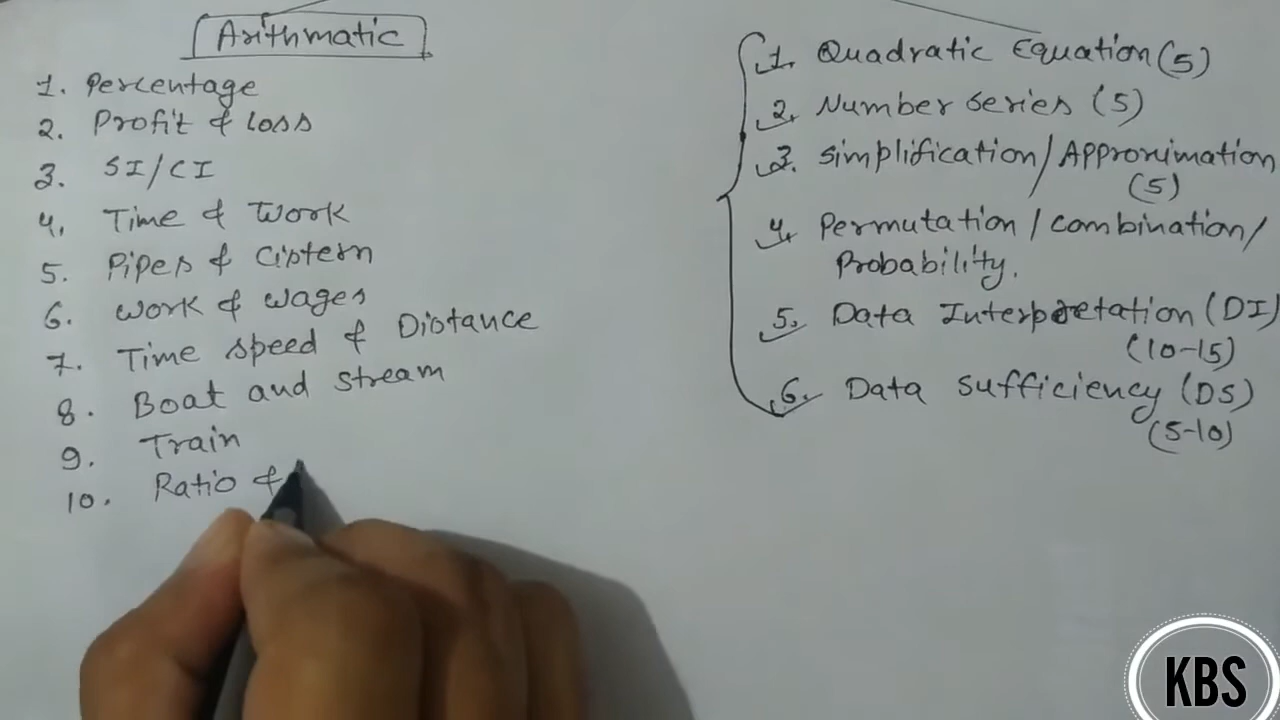 Arithmatic
1. Percentage
2. Profit & Loss
3. SI/CI
4. Time & Work
5. Pipes & Cistern
6. Work & Wages
7. Time speed & Distance
8. Boat and stream
9. Train
10. Ratio &
1. Quadratic Equation (5)
2. Number Series (5)
3. Simplification/Approximation
(5)
4. Permutation / combination /
Probability.
5. Data Interpretation (DI)
(10-15)
6. Data Sufficiency (DS)
(5-10)
KBS